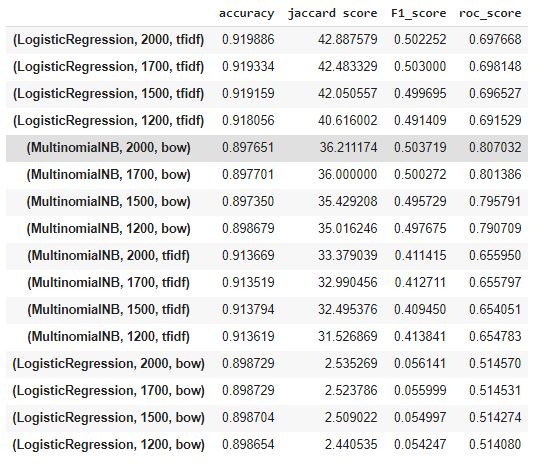 accuracy jaccard score F1_score roc_score
(LogisticRegression, 2000, tfidf) 0.919886 42.887579 0.502252 0.697668
(LogisticRegression, 1700, tfidf) 0.919334 42.483329 0.503000 0.698148
(LogisticRegression, 1500, tfidf) 0.919159 42.050557 0.499695 0.696527
(LogisticRegression, 1200, tfidf) 0.918056 40.616002 0.491409 0.691529
(MultinomialNB, 2000, bow) 0.897651 36.211174 0.503719 0.807032
(MultinomialNB, 1700, bow) 0.897701 36.000000 0.500272 0.801386
(MultinomialNB, 1500, bow) 0.897350 35.429208 0.495729 0.795791
(MultinomialNB, 1200, bow) 0.898679 35.016246 0.497675 0.790709
(MultinomialNB, 2000, tfidf) 0.913669 33.379039 0.411415 0.655950
(MultinomialNB, 1700, tfidf) 0.913519 32.990456 0.412711 0.655797
(MultinomialNB, 1500, tfidf) 0.913794 32.495376 0.409450 0.654051
(MultinomialNB, 1200, tfidf) 0.913619 31.526869 0.413841 0.654783
(LogisticRegression, 2000, bow) 0.898729 2.535269 0.056141 0.514570
(LogisticRegression, 1700, bow) 0.898729 2.523786 0.055999 0.514531
(LogisticRegression, 1500, bow) 0.898704 2.509022 0.054997 0.514274
(LogisticRegression, 1200, bow) 0.898654 2.440535 0.054247 0.514080